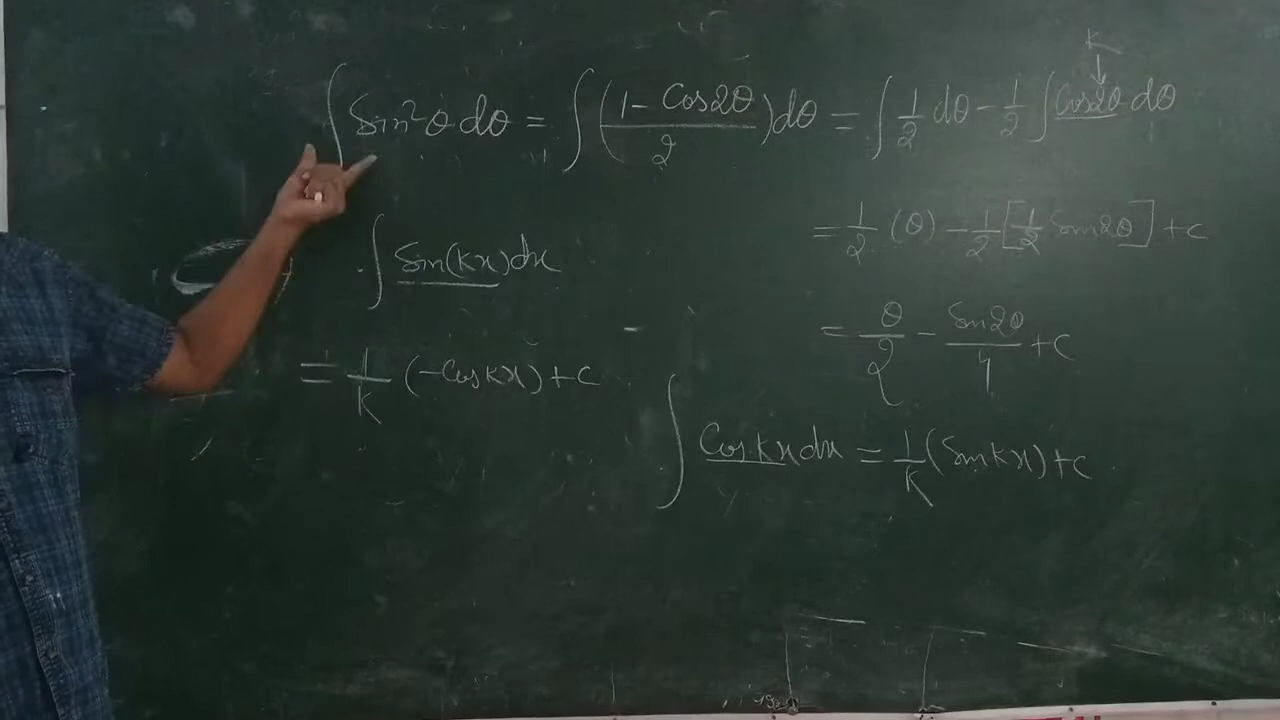 K
∫ Sin²θ dθ = ∫ (1 - Cos2θ / 2) dθ = ∫ 1/2 dθ - 1/2 ∫ Cos2θ dθ
= 1/2 (θ) - 1/2 [1/2 Sin2θ] + c
∫ Sin(kx) dx
= θ/2 - Sin2θ/4 + c
= 1/k (-Cos kx) + c
∫ Cos kx dx = 1/k (Sin kx) + c